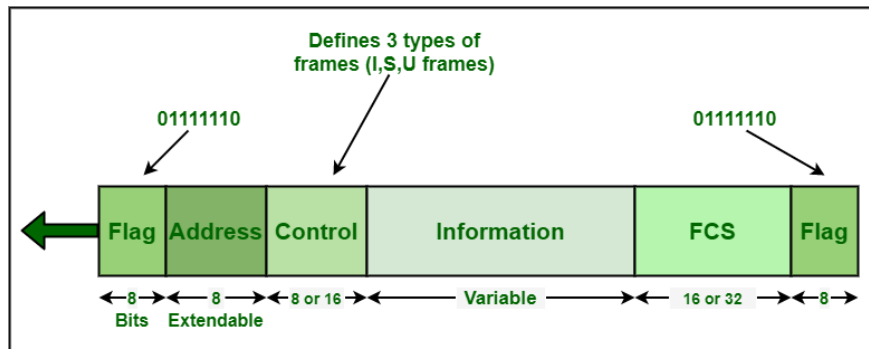 Defines 3 types of
frames (I,S,U frames)
01111110
01111110
Flag
Address
Control
Information
FCS
Flag
8
8
8 or 16
Variable
16 or 32
8
Bits
Extendable